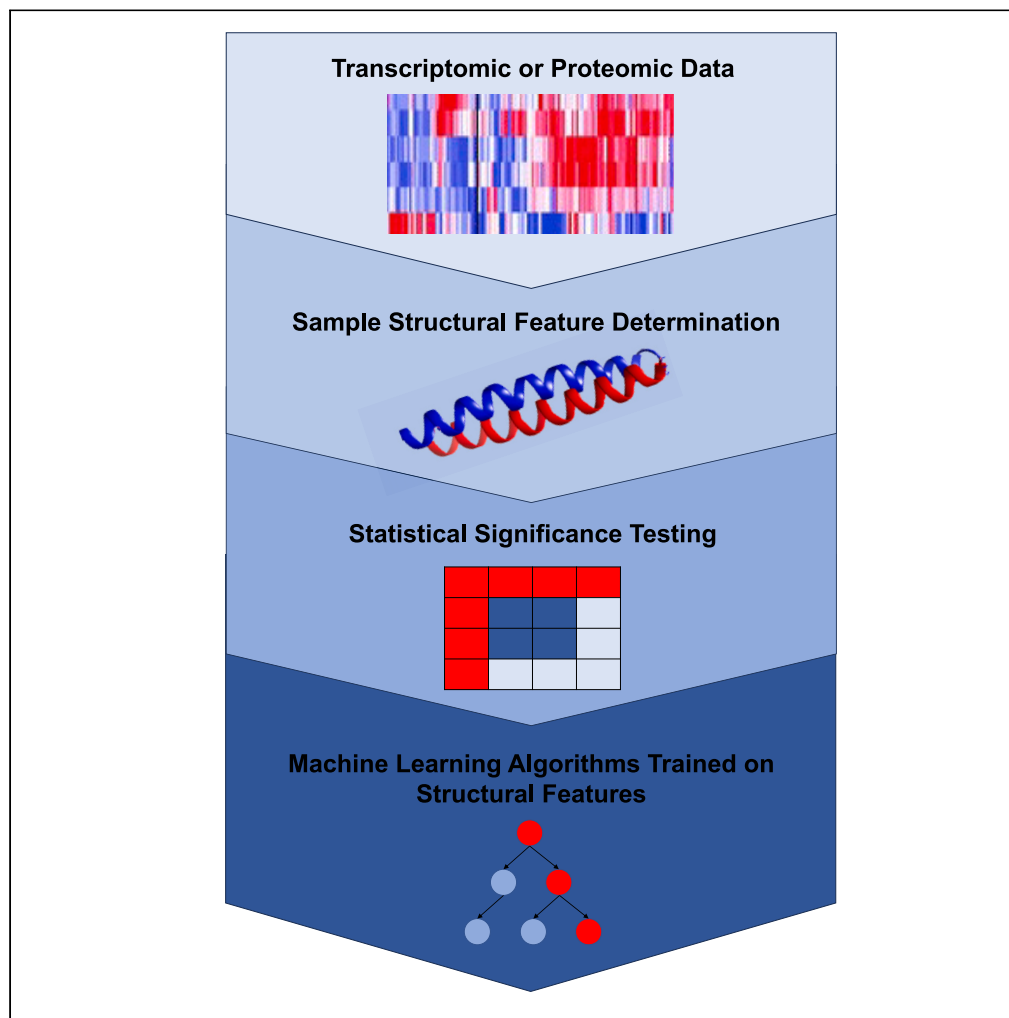 Transcriptomic or Proteomic Data
Sample Structural Feature Determination
Statistical Significance Testing
Machine Learning Algorithms Trained on
Structural Features